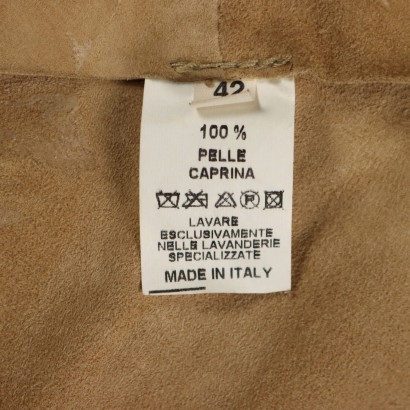 42
100 %
PELLE
CAPRINA
P
LAVARE
ESCLUSIVAMENTE
NELLE LAVANDERIE
SPECIALIZZATE
MADE IN ITALY